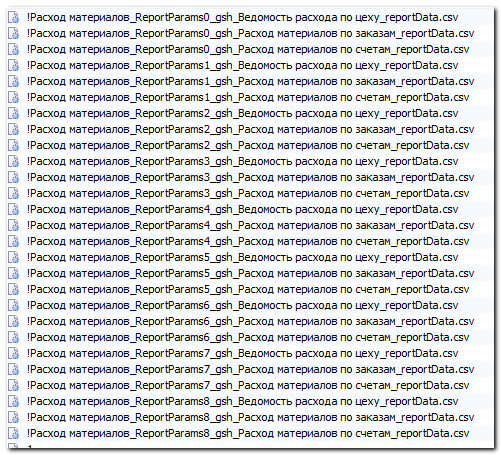 !Расход материалов_ReportParams0_gsh_Ведомость расхода по цеху_reportData.csv
!Расход материалов_ReportParams0_gsh_Расход материалов по заказам_reportData.csv
!Расход материалов_ReportParams0_gsh_Расход материалов по счетам_reportData.csv
!Расход материалов_ReportParams1_gsh_Ведомость расхода по цеху_reportData.csv
!Расход материалов_ReportParams1_gsh_Расход материалов по заказам_reportData.csv
!Расход материалов_ReportParams1_gsh_Расход материалов по счетам_reportData.csv
!Расход материалов_ReportParams2_gsh_Ведомость расхода по цеху_reportData.csv
!Расход материалов_ReportParams2_gsh_Расход материалов по заказам_reportData.csv
!Расход материалов_ReportParams2_gsh_Расход материалов по счетам_reportData.csv
!Расход материалов_ReportParams3_gsh_Ведомость расхода по цеху_reportData.csv
!Расход материалов_ReportParams3_gsh_Расход материалов по заказам_reportData.csv
!Расход материалов_ReportParams3_gsh_Расход материалов по счетам_reportData.csv
!Расход материалов_ReportParams4_gsh_Ведомость расхода по цеху_reportData.csv
!Расход материалов_ReportParams4_gsh_Расход материалов по заказам_reportData.csv
!Расход материалов_ReportParams4_gsh_Расход материалов по счетам_reportData.csv
!Расход материалов_ReportParams5_gsh_Ведомость расхода по цеху_reportData.csv
!Расход материалов_ReportParams5_gsh_Расход материалов по заказам_reportData.csv
!Расход материалов_ReportParams5_gsh_Расход материалов по счетам_reportData.csv
!Расход материалов_ReportParams6_gsh_Ведомость расхода по цеху_reportData.csv
!Расход материалов_ReportParams6_gsh_Расход материалов по заказам_reportData.csv
!Расход материалов_ReportParams6_gsh_Расход материалов по счетам_reportData.csv
!Расход материалов_ReportParams7_gsh_Ведомость расхода по цеху_reportData.csv
!Расход материалов_ReportParams7_gsh_Расход материалов по заказам_reportData.csv
!Расход материалов_ReportParams7_gsh_Расход материалов по счетам_reportData.csv
!Расход материалов_ReportParams8_gsh_Ведомость расхода по цеху_reportData.csv
!Расход материалов_ReportParams8_gsh_Расход материалов по заказам_reportData.csv
!Расход материалов_ReportParams8_gsh_Расход материалов по счетам_reportData.csv